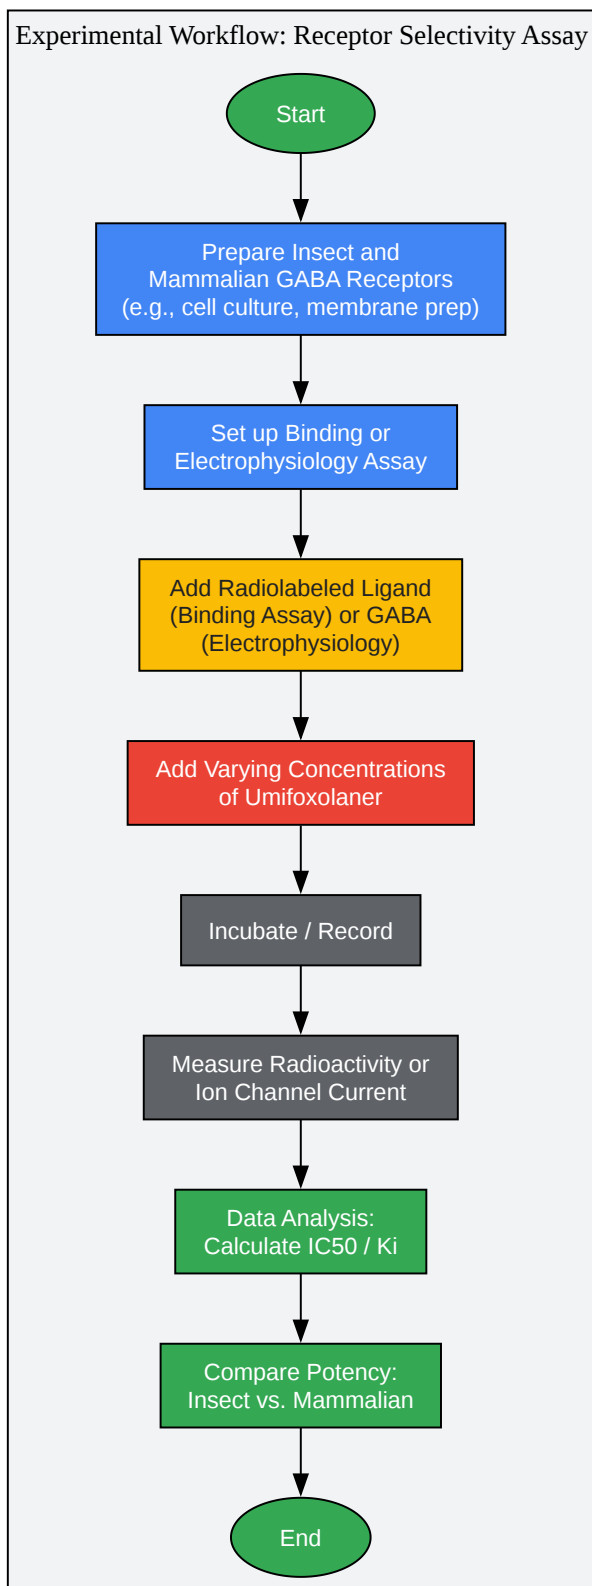 Experimental Workflow: Receptor Selectivity Assay
Start
Prepare Insect and
Mammalian GABA Receptors
(e.g., cell culture, membrane prep)
Set up Binding or
Electrophysiology Assay
Add Radiolabeled Ligand
(Binding Assay) or GABA
(Electrophysiology)
Add Varying Concentrations
of Umifoxolaner
Incubate / Record
Measure Radioactivity or
Ion Channel Current
Data Analysis:
Calculate IC50 / Ki
Compare Potency:
Insect vs. Mammalian
End